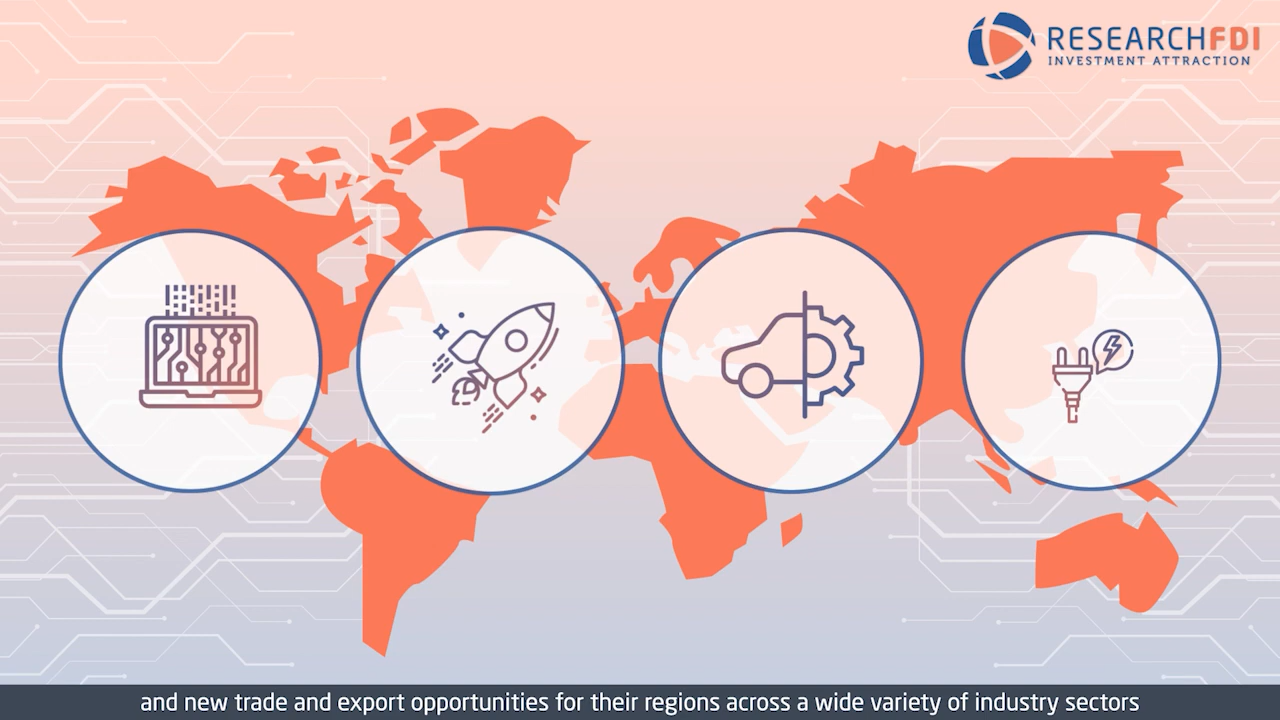 RESEARCHFDI
INVESTMENT ATTRACTION
and new trade and export opportunities for their regions across a wide variety of industry sectors